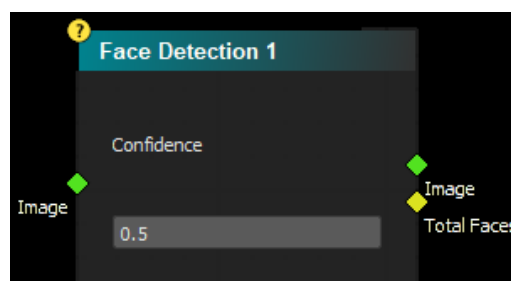 ?
Face Detection 1
Confidence
Image
Image
0.5
Total Faces